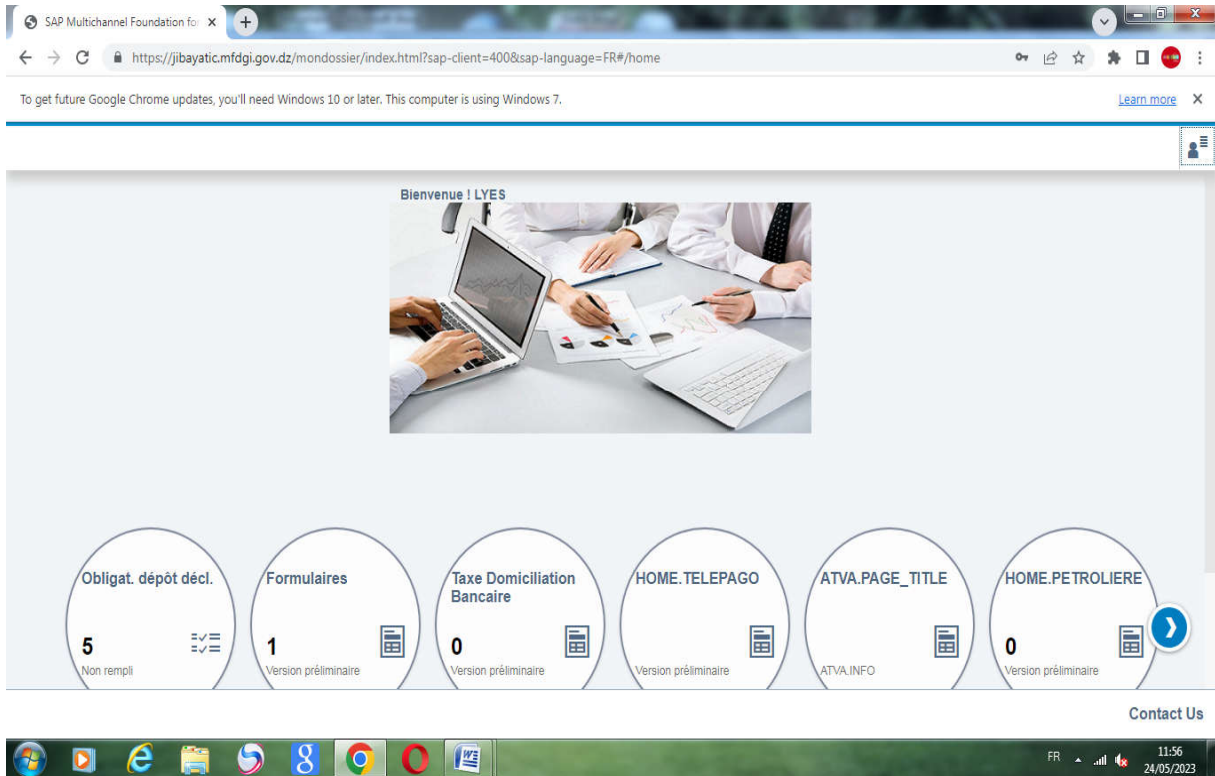 SAP Multichannel Foundation for
https://jibayatic.mfdgi.gov.dz/mondossier/index.html?sap-client=400&sap-language=FR#/home
To get future Google Chrome updates, you'll need Windows 10 or later. This computer is using Windows 7.
Learn more
Bienvenue ! LYES
Obligat. dépôt décl.
5
Non rempli
Formulaires
1
Version préliminaire
Taxe Domiciliation
Bancaire
0
Version préliminaire
HOME.TELEPAGO
Version préliminaire
ATVA.PAGE_TITLE
ATVA.INFO
HOME.PETROLIERE
0
Version préliminaire
Contact Us
FR
11:56
24/05/2023